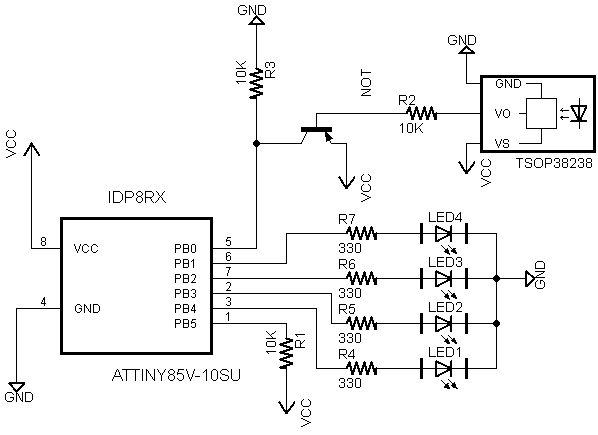 GND
GND
R3
10K
NOT
R2
10K
GND
VO
VS
TSOP38238
VCC
VCC
VCC
IDP8RX
8
VCC
4
GND
PB0
5
PB1
6
PB2
7
PB3
2
PB4
3
PB5
1
ATTINY85V-10SU
GND
R1
10K
VCC
R7
330
LED4
R6
330
LED3
R5
330
LED2
R4
330
LED1
GND